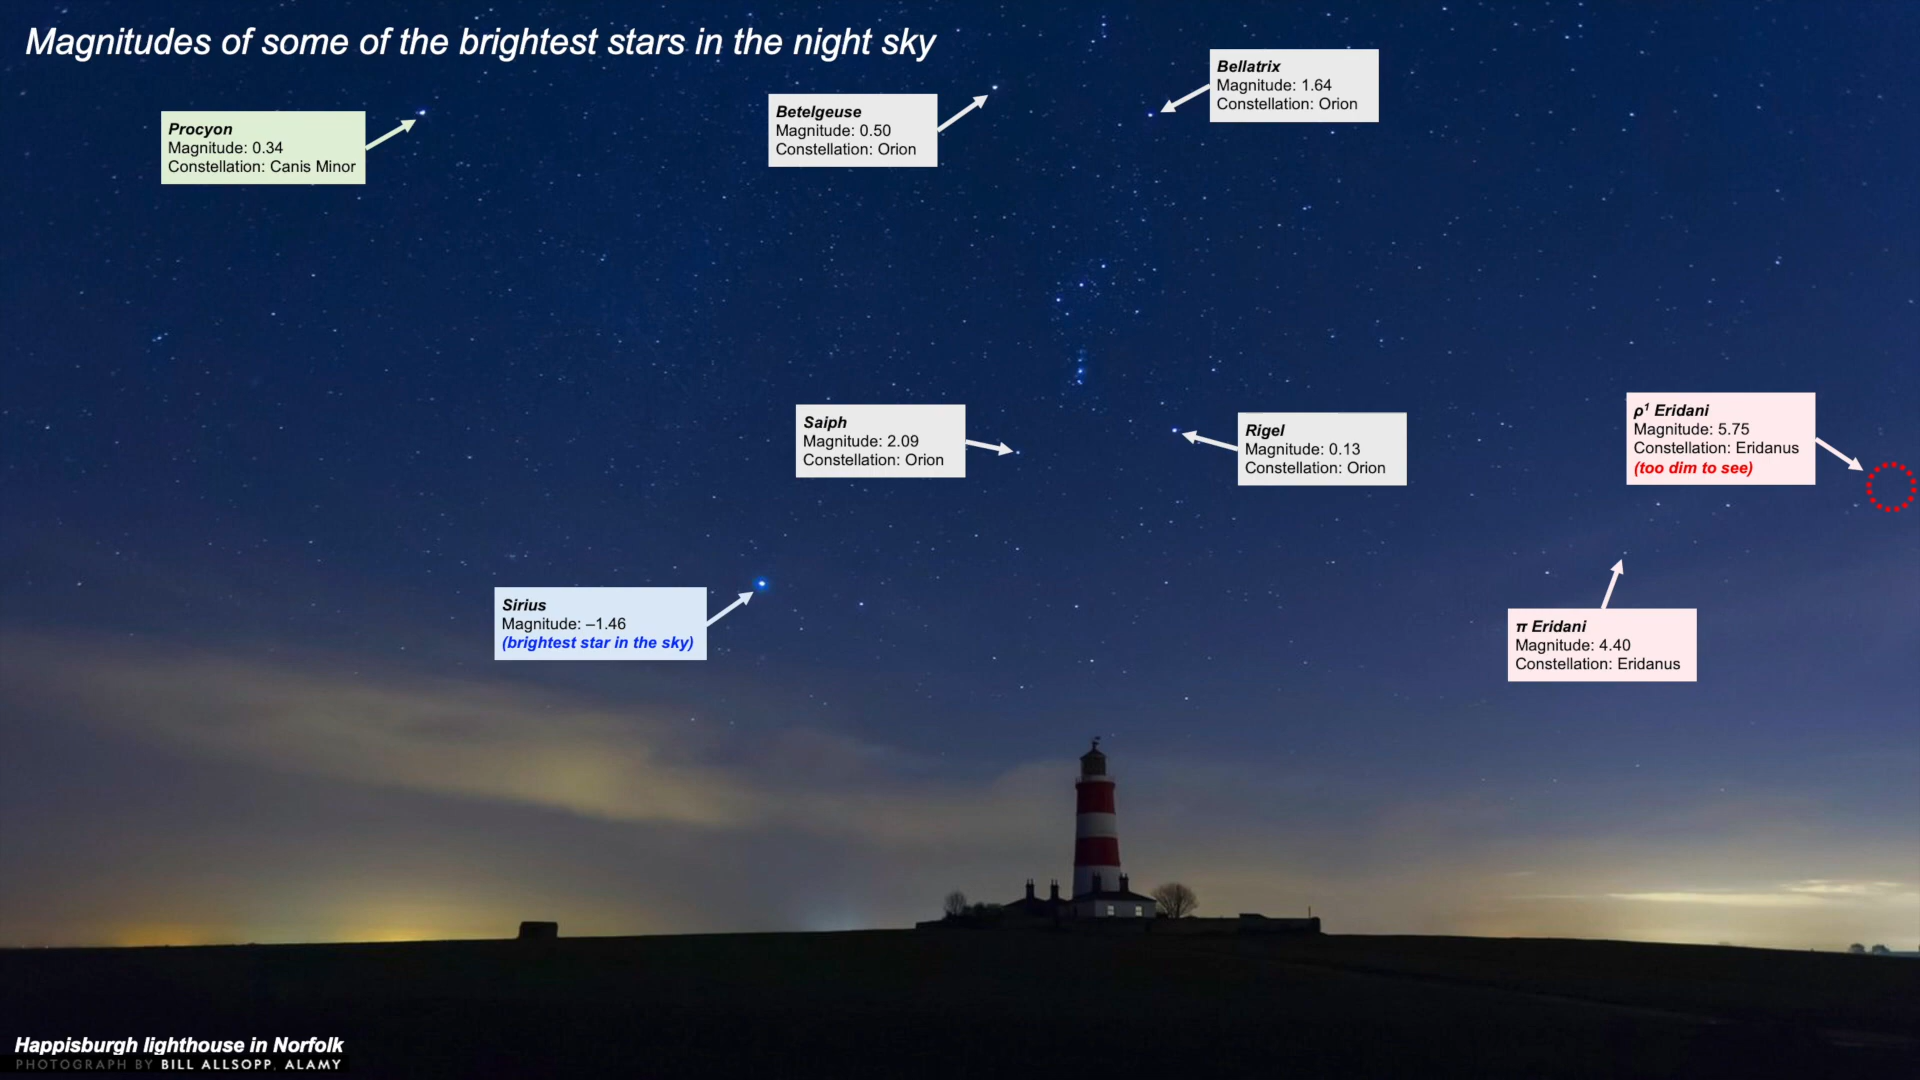 Magnitudes of some of the brightest stars in the night sky
Bellatrix
Magnitude: 1.64
Constellation: Orion
Betelgeuse
Magnitude: 0.50
Constellation: Orion
Procyon
Magnitude: 0.34
Constellation: Canis Minor
ρ¹ Eridani
Magnitude: 5.75
Constellation: Eridanus
(too dim to see)
Saiph
Magnitude: 2.09
Constellation: Orion
Rigel
Magnitude: 0.13
Constellation: Orion
Sirius
Magnitude: –1.46
(brightest star in the sky)
π Eridani
Magnitude: 4.40
Constellation: Eridanus
Happisburgh lighthouse in Norfolk
PHOTOGRAPH BY BILL ALLSOPP, ALAMY